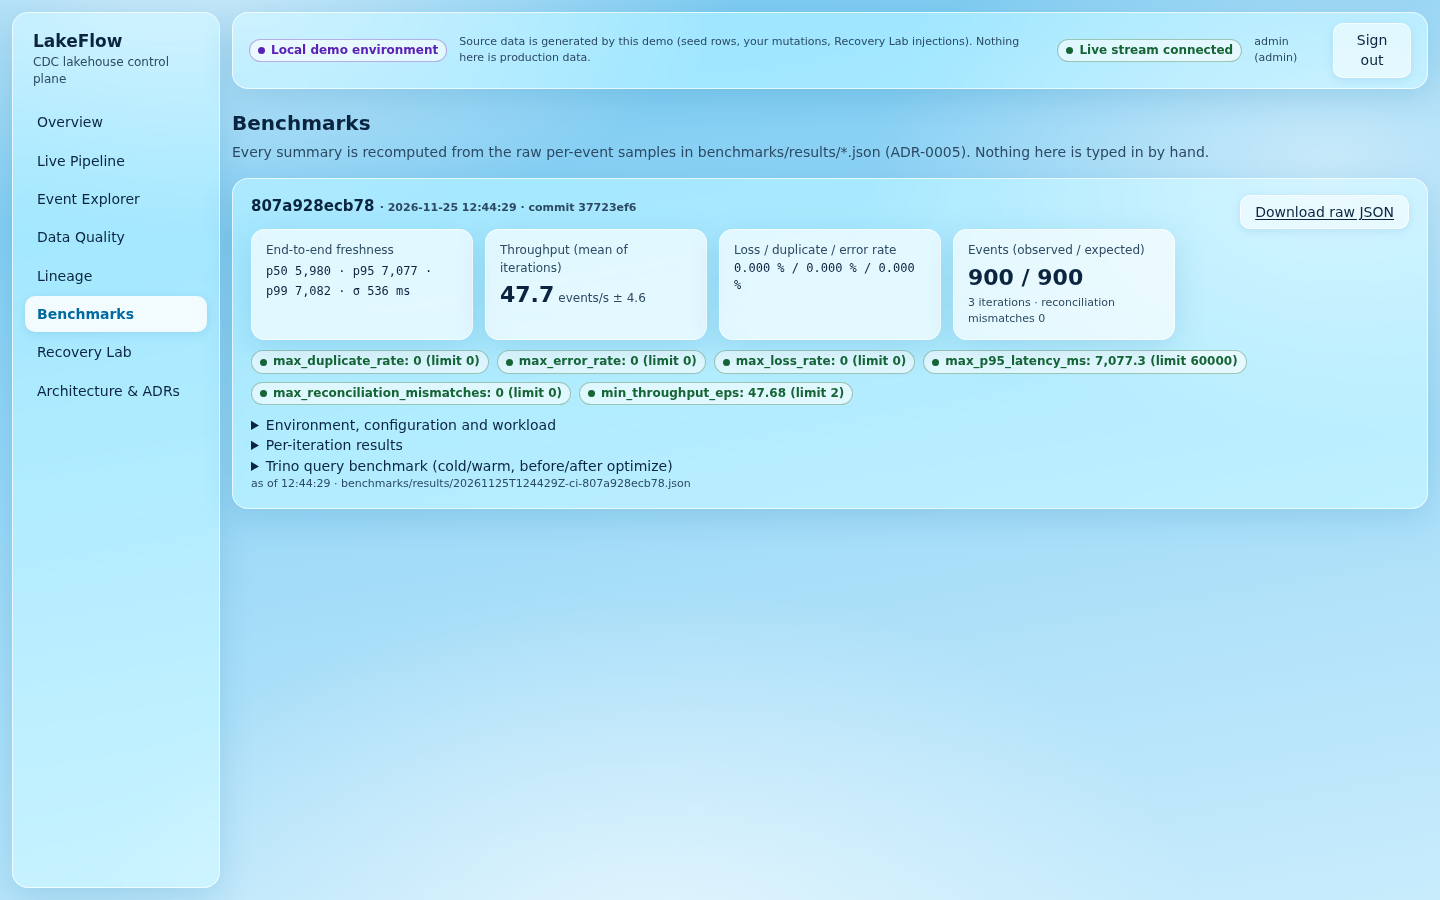 LakeFlow
CDC lakehouse control
plane
Overview
Live Pipeline
Event Explorer
Data Quality
Lineage
Benchmarks
Recovery Lab
Architecture & ADRs
Local demo environment
Source data is generated by this demo (seed rows, your mutations, Recovery Lab injections). Nothing
here is production data.
Live stream connected
admin
(admin)
Sign
out
Benchmarks
Every summary is recomputed from the raw per-event samples in benchmarks/results/*.json (ADR-0005). Nothing here is typed in by hand.
807a928ecb78 · 2026-11-25 12:44:29 · commit 37723ef6
Download raw JSON
End-to-end freshness
p50 5,980 · p95 7,077 ·
p99 7,082 · σ 536 ms
Throughput (mean of
iterations)
47.7 events/s ± 4.6
Loss / duplicate / error rate
0.000 % / 0.000 % / 0.000
%
Events (observed / expected)
900 / 900
3 iterations · reconciliation
mismatches 0
max_duplicate_rate: 0 (limit 0)
max_error_rate: 0 (limit 0)
max_loss_rate: 0 (limit 0)
max_p95_latency_ms: 7,077.3 (limit 60000)
max_reconciliation_mismatches: 0 (limit 0)
min_throughput_eps: 47.68 (limit 2)
Environment, configuration and workload
Per-iteration results
Trino query benchmark (cold/warm, before/after optimize)
as of 12:44:29 · benchmarks/results/20261125T124429Z-ci-807a928ecb78.json